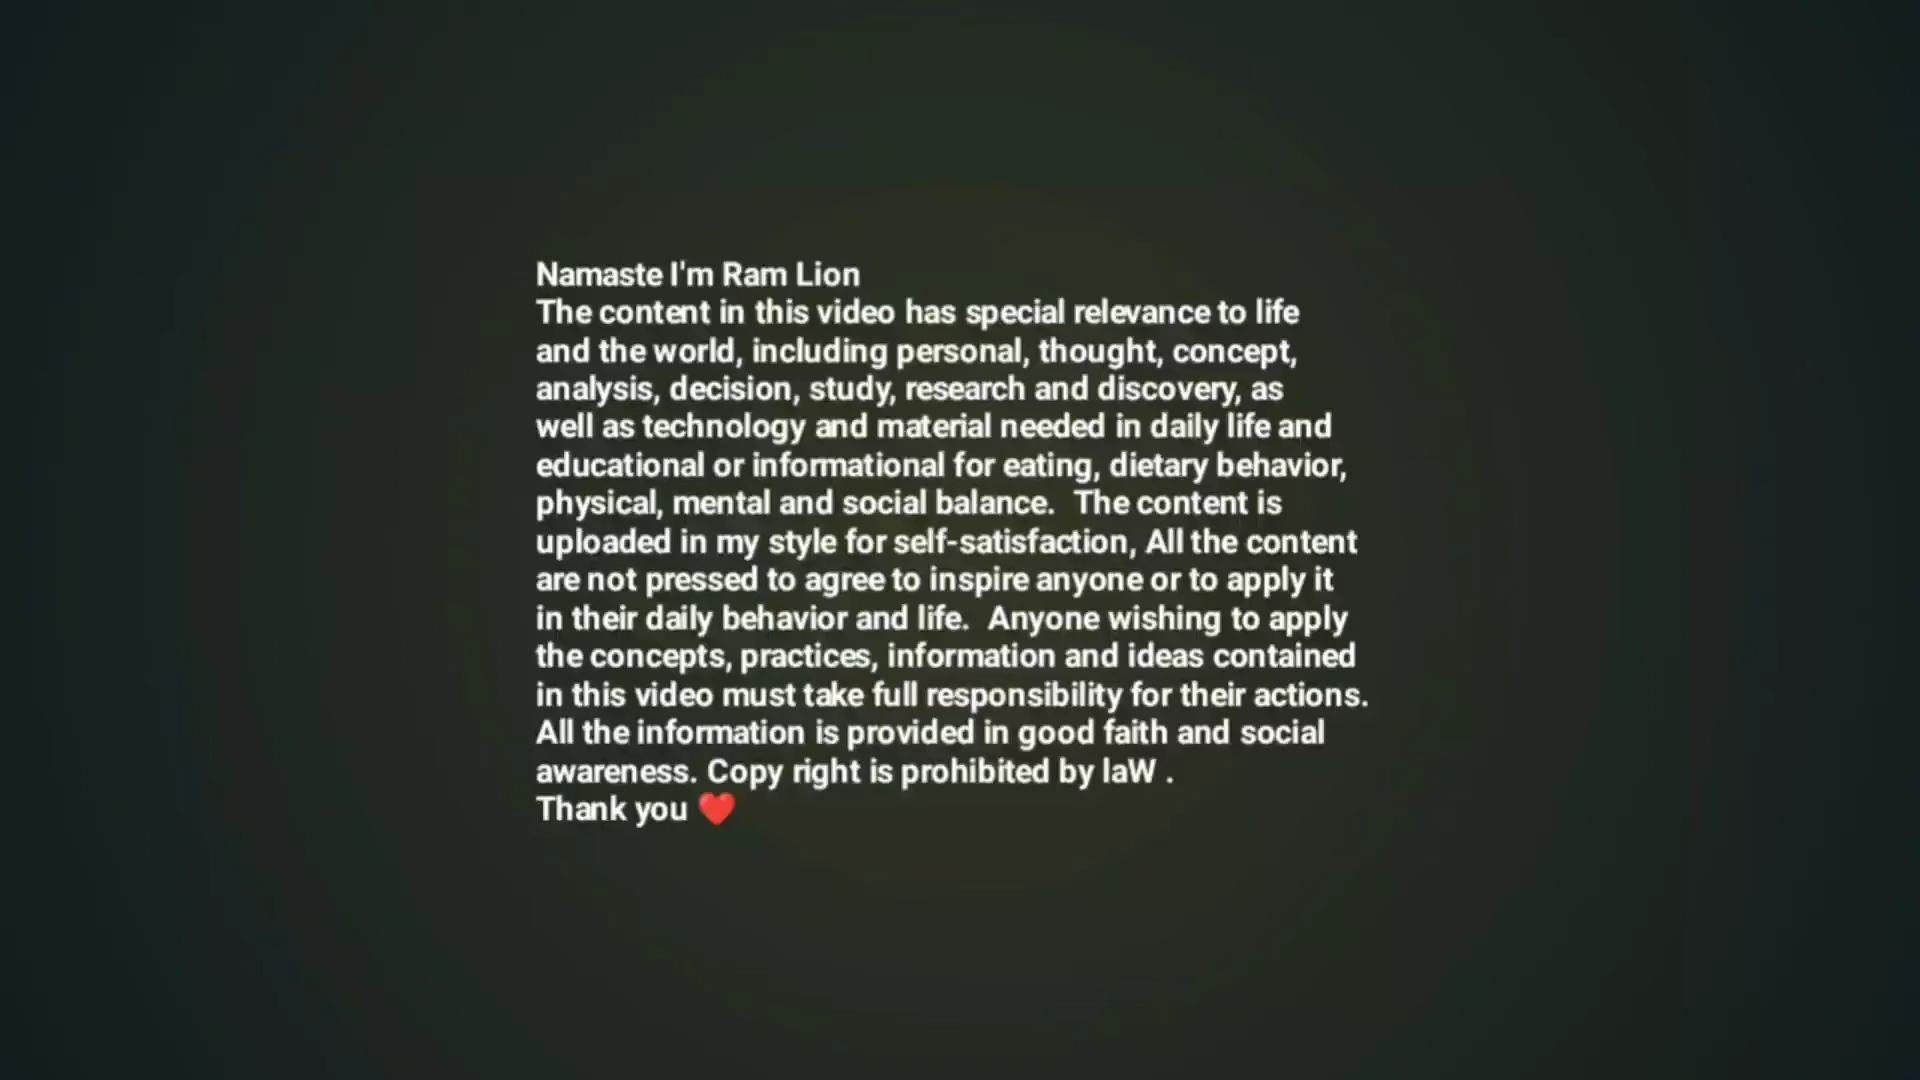 Namaste I'm Ram Lion
The content in this video has special relevance to life
and the world, including personal, thought, concept,
analysis, decision, study, research and discovery, as
well as technology and material needed in daily life and
educational or informational for eating, dietary behavior,
physical, mental and social balance.  The content is
uploaded in my style for self-satisfaction, All the content
are not pressed to agree to inspire anyone or to apply it
in their daily behavior and life.  Anyone wishing to apply
the concepts, practices, information and ideas contained
in this video must take full responsibility for their actions.
All the information is provided in good faith and social
awareness. Copy right is prohibited by laW .
Thank you ❤️